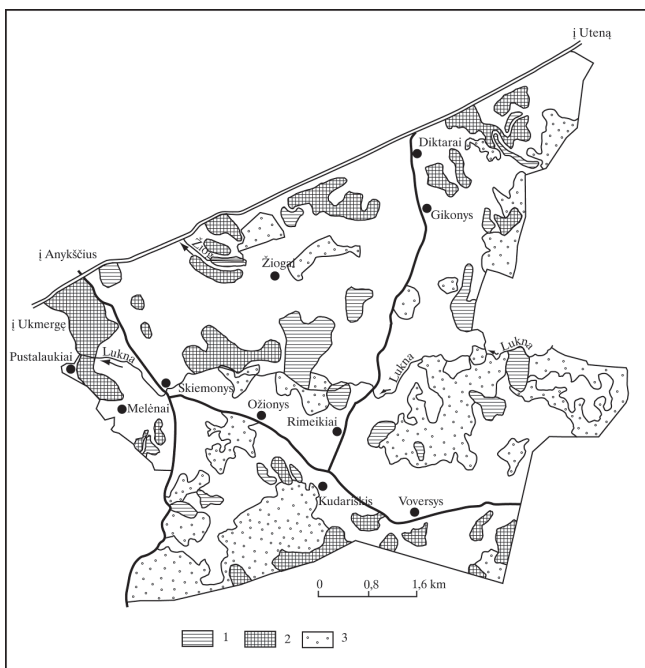 į Uteną
Diktarai
Gikonys
į Anykščius
Žiogai
į Ukmergę
Pustalaukiai
Lukna
Lukna
Lukna
Skiemonys
Melėnai
Ožionys
Rimeikiai
Kudariškis
Voversys
0 0,8 1,6 km
1 2 3